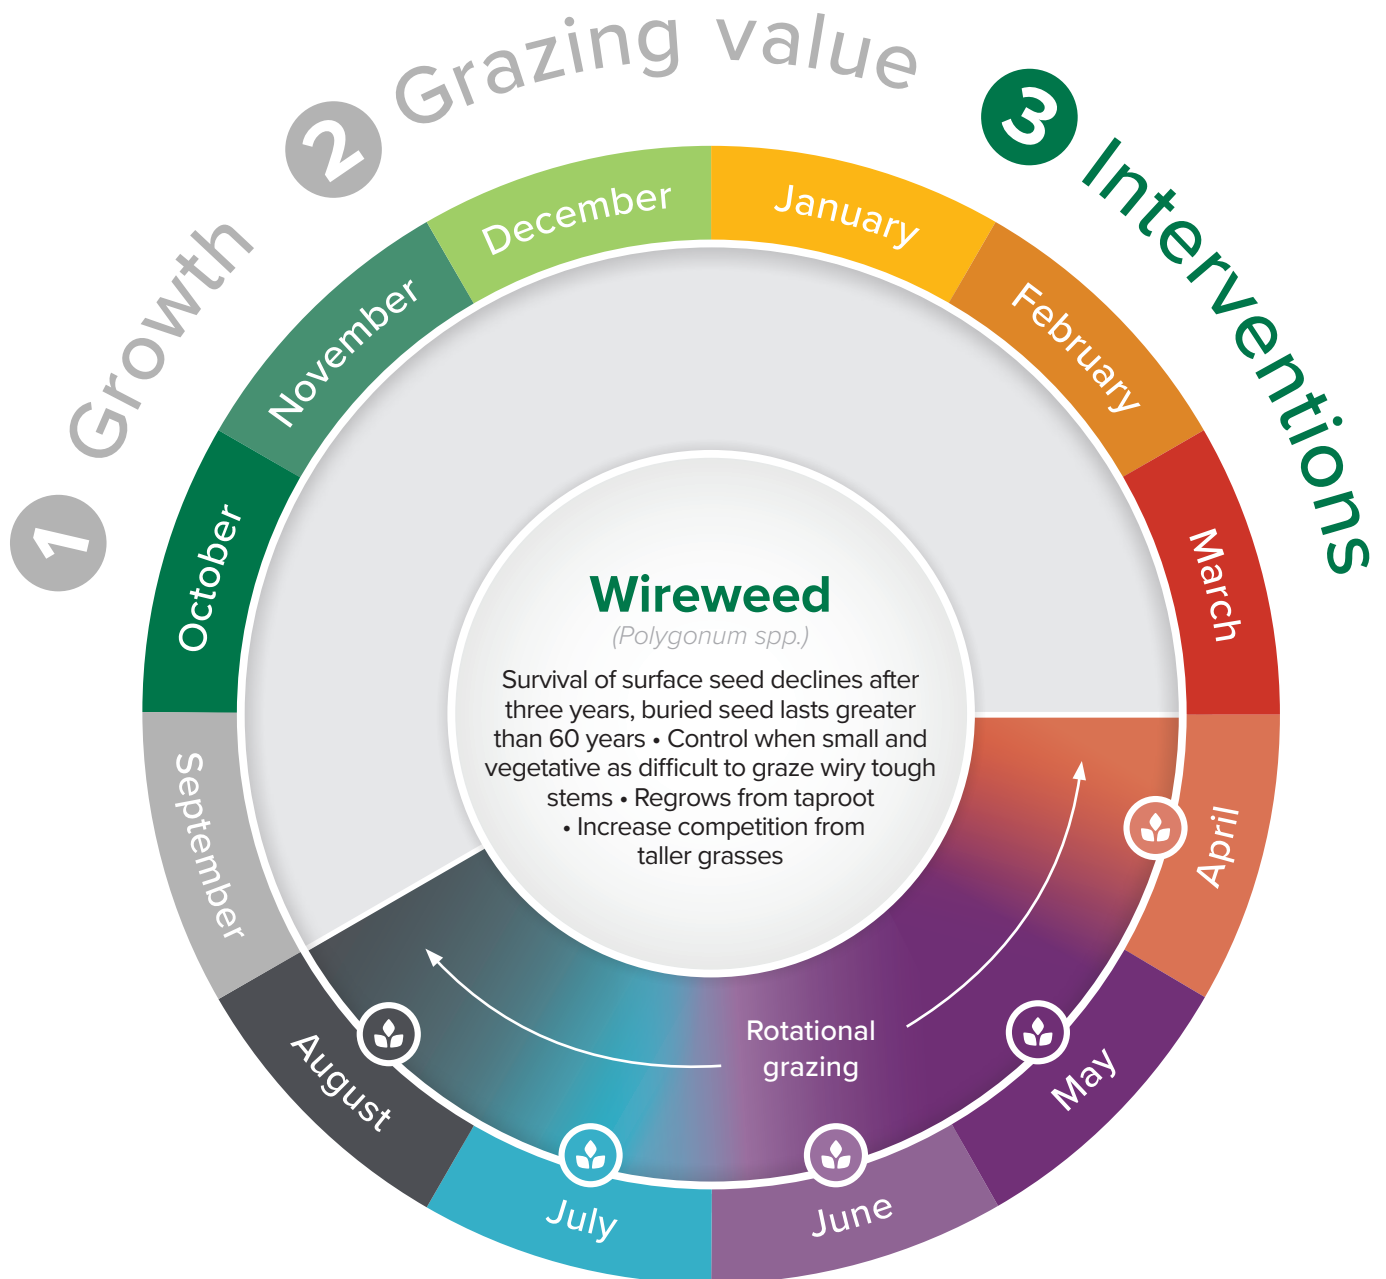 1 Growth
2 Grazing value
3 Interventions
January
February
March
April
May
June
July
August
September
October
November
December
Wireweed
(Polygonum spp.)
Survival of surface seed declines after
three years, buried seed lasts greater
than 60 years • Control when small and
vegetative as difficult to graze wiry tough
stems • Regrows from taproot
• Increase competition from
taller grasses
Rotational
grazing